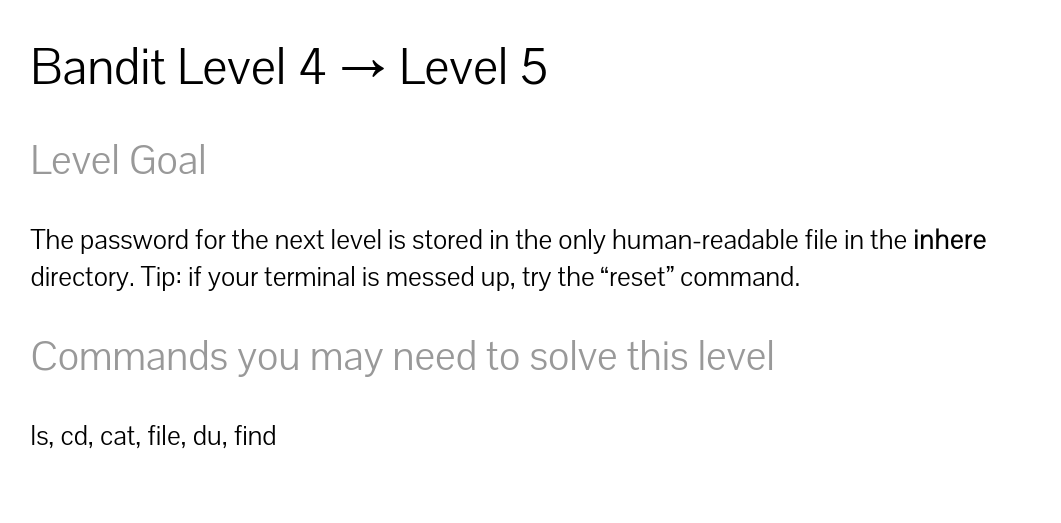 Bandit Level 4 → Level 5
Level Goal
The password for the next level is stored in the only human-readable file in the inhere
directory. Tip: if your terminal is messed up, try the “reset” command.
Commands you may need to solve this level
ls, cd, cat, file, du, find